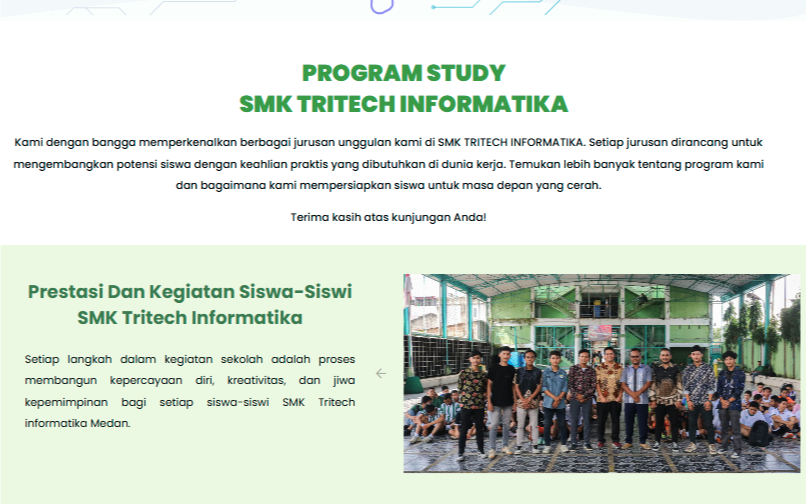 PROGRAM STUDY
SMK TRITECH INFORMATIKA
Kami dengan bangga memperkenalkan berbagai jurusan unggulan kami di SMK TRITECH INFORMATIKA. Setiap jurusan dirancang untuk
mengembangkan potensi siswa dengan keahlian praktis yang dibutuhkan di dunia kerja. Temukan lebih banyak tentang program kami
dan bagaimana kami mempersiapkan siswa untuk masa depan yang cerah.
Terima kasih atas kunjungan Anda!
Prestasi Dan Kegiatan Siswa-Siswi
SMK Tritech Informatika
Setiap langkah dalam kegiatan sekolah adalah proses
membangun kepercayaan diri, kreativitas, dan jiwa
kepemimpinan bagi setiap siswa-siswi SMK Tritech
informatika Medan.